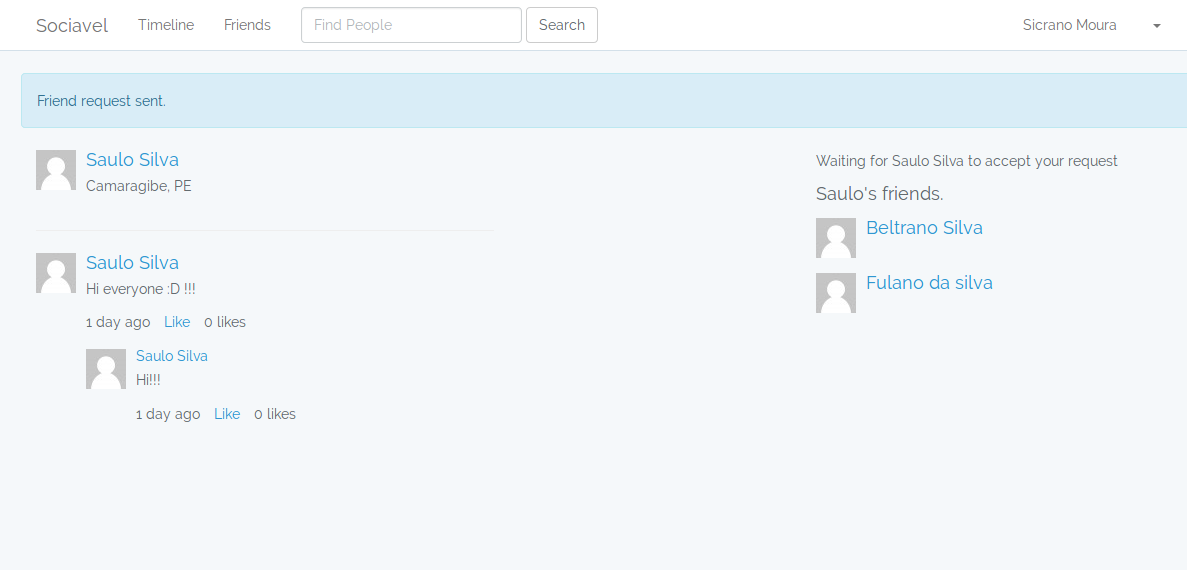 Sociavel Timeline Friends Find People Search Sicrano Moura
Friend request sent.
Saulo Silva
Camaragibe, PE
Saulo Silva
Hi everyone :D !!!
1 day ago Like 0 likes
Saulo Silva
Hi!!!
1 day ago Like 0 likes
Waiting for Saulo Silva to accept your request
Saulo's friends.
Beltrano Silva
Fulano da silva